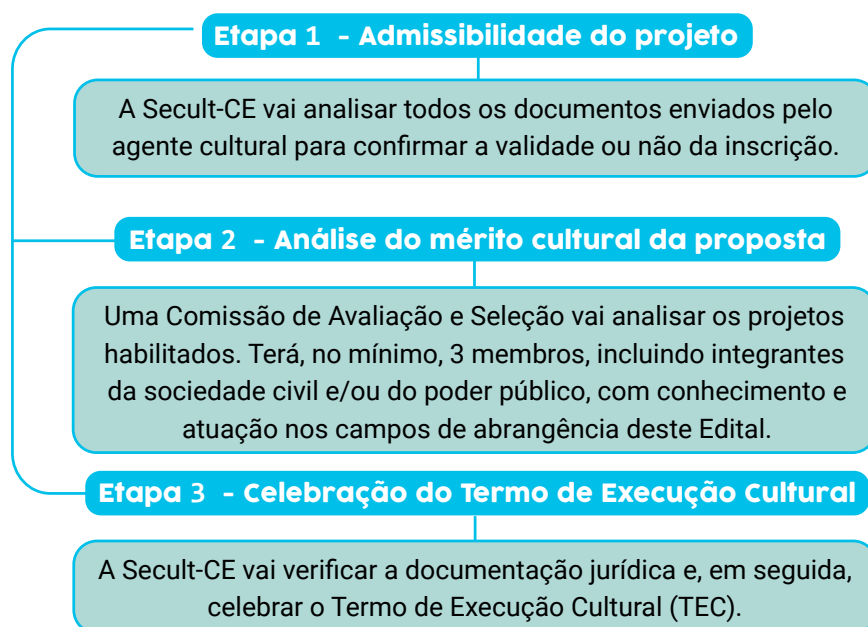 Etapa 1 - Admissibilidade do projeto
A Secult-CE vai analisar todos os documentos enviados pelo
agente cultural para confirmar a validade ou não da inscrição.
Etapa 2 - Análise do mérito cultural da proposta
Uma Comissão de Avaliação e Seleção vai analisar os projetos
habilitados. Terá, no mínimo, 3 membros, incluindo integrantes
da sociedade civil e/ou do poder público, com conhecimento e
atuação nos campos de abrangência deste Edital.
Etapa 3 - Celebração do Termo de Execução Cultural
A Secult-CE vai verificar a documentação jurídica e, em seguida,
celebrar o Termo de Execução Cultural (TEC).